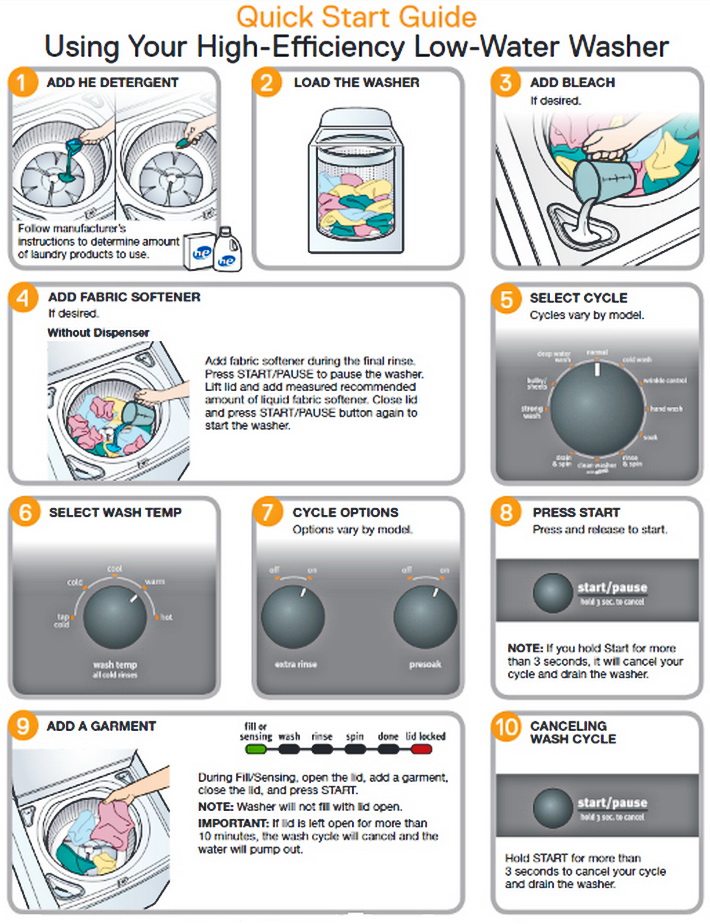 Quick Start Guide
Using Your High-Efficiency Low-Water Washer
1 ADD HE DETERGENT
Follow manufacturer's
instructions to determine amount
of laundry products to use.
he he
2 LOAD THE WASHER
3 ADD BLEACH
If desired.
4 ADD FABRIC SOFTENER
If desired.
Without Dispenser
Add fabric softener during the final rinse.
Press START/PAUSE to pause the washer.
Lift lid and add measured recommended
amount of liquid fabric softener. Close lid
and press START/PAUSE button again to
start the washer.
5 SELECT CYCLE
Cycles vary by model.
deep water
wash
normal
cold wash
bulky/
sheets
wrinkle control
strong
wash
hand wash
soak
drain
& spin
clean washer
rinse
& spin
6 SELECT WASH TEMP
cool
cold
warm
tap
cold
hot
wash temp
all cold rinses
7 CYCLE OPTIONS
Options vary by model.
off on
extra rinse
off on
presoak
8 PRESS START
Press and release to start.
start/pause
hold 3 sec. to cancel
NOTE: If you hold Start for more
than 3 seconds, it will cancel your
cycle and drain the washer.
9 ADD A GARMENT
fill or
sensing wash rinse spin done lid locked
During Fill/Sensing, open the lid, add a garment,
close the lid, and press START.
NOTE: Washer will not fill with lid open.
IMPORTANT: If lid is left open for more than
10 minutes, the wash cycle will cancel and the
water will pump out.
10 CANCELING
WASH CYCLE
start/pause
hold 3 sec. to cancel
Hold START for more than
3 seconds to cancel your cycle
and drain the washer.